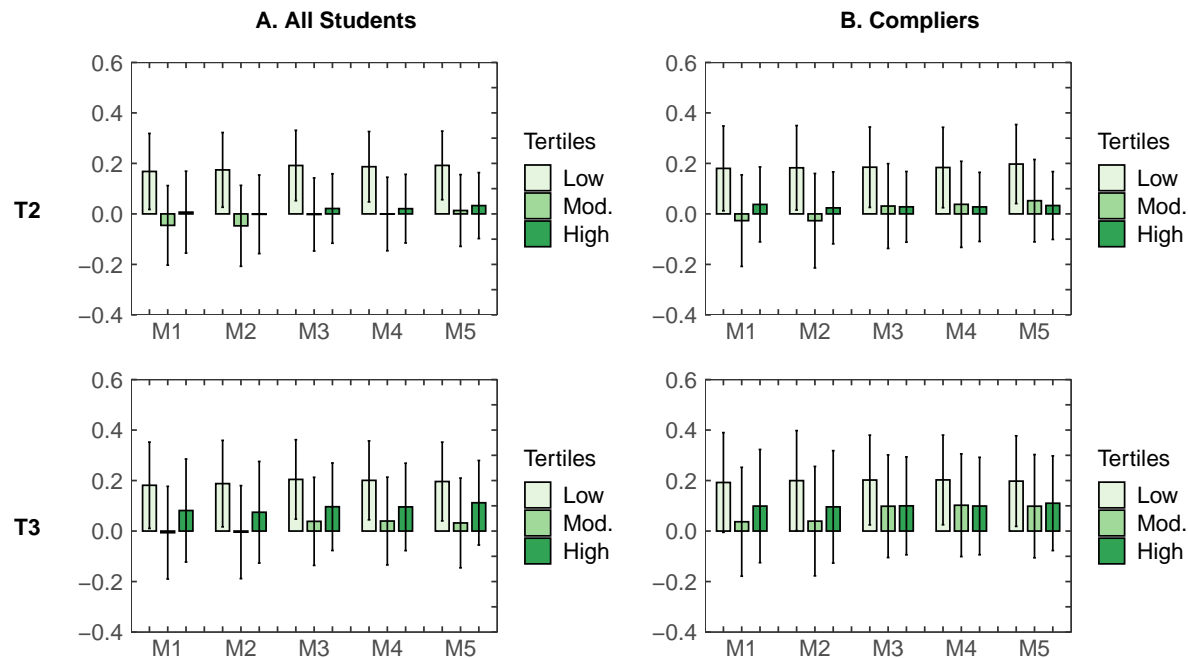 A. All Students
B. Compliers
T2
0.6
0.4
0.2
0.0
−0.2
−0.4
M1 M2 M3 M4 M5
Tertiles
Low
Mod.
High
0.6
0.4
0.2
0.0
−0.2
−0.4
M1 M2 M3 M4 M5
Tertiles
Low
Mod.
High
T3
0.6
0.4
0.2
0.0
−0.2
−0.4
M1 M2 M3 M4 M5
Tertiles
Low
Mod.
High
0.6
0.4
0.2
0.0
−0.2
−0.4
M1 M2 M3 M4 M5
Tertiles
Low
Mod.
High